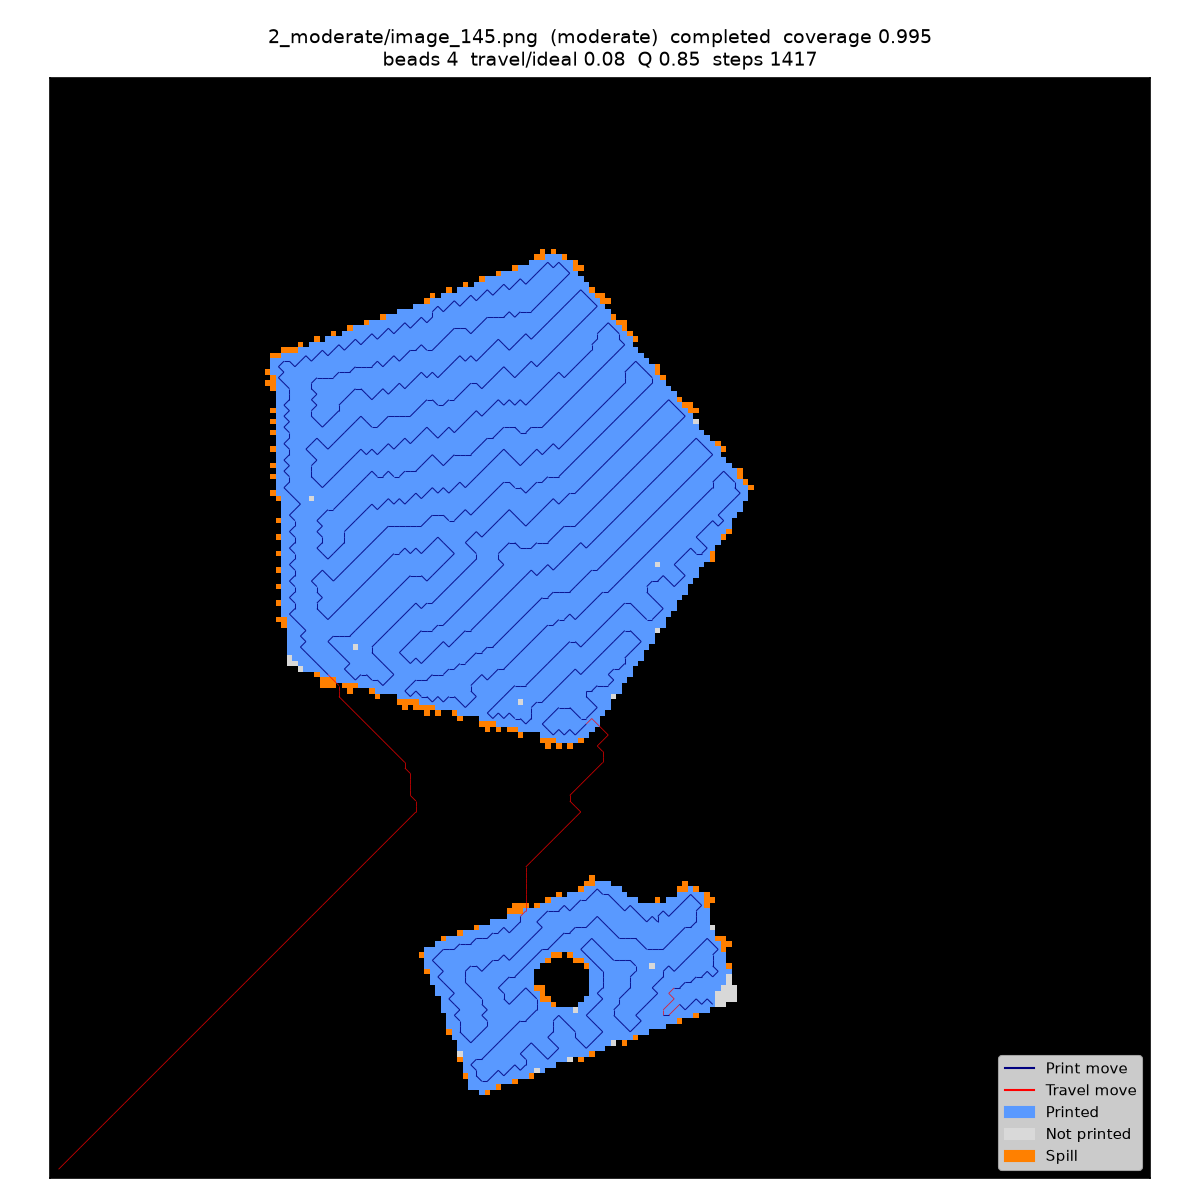 2_moderate/image_145.png  (moderate)  completed  coverage 0.995
beads 4  travel/ideal 0.08  Q 0.85  steps 1417
Print move
Travel move
Printed
Not printed
Spill